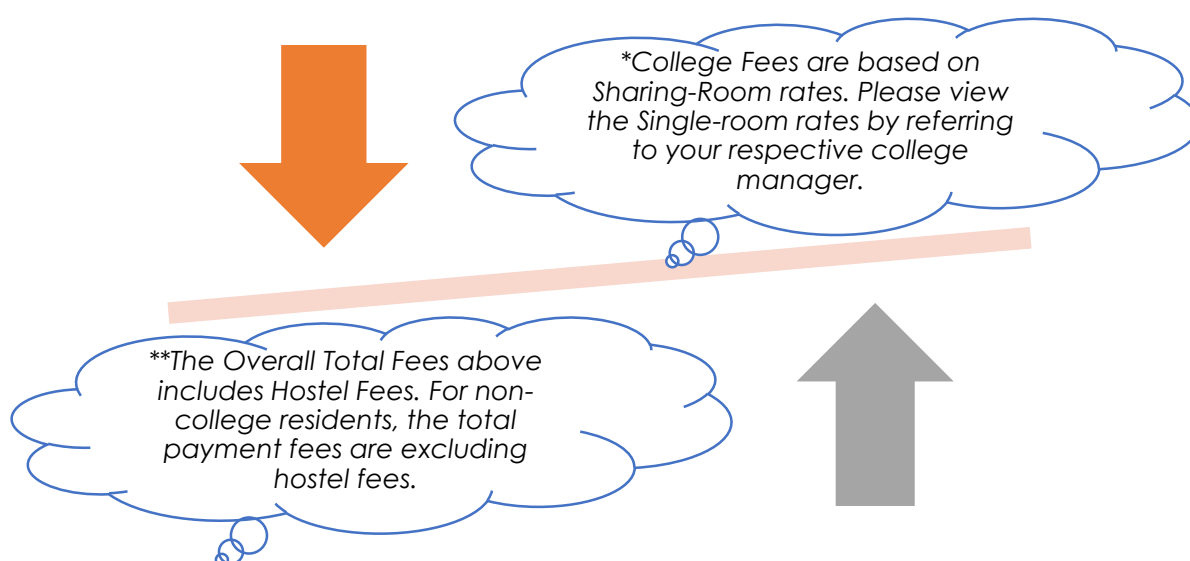 *College Fees are based on
Sharing-Room rates. Please view
the Single-room rates by referring
to your respective college
manager.
**The Overall Total Fees above
includes Hostel Fees. For non-
college residents, the total
payment fees are excluding
hostel fees.